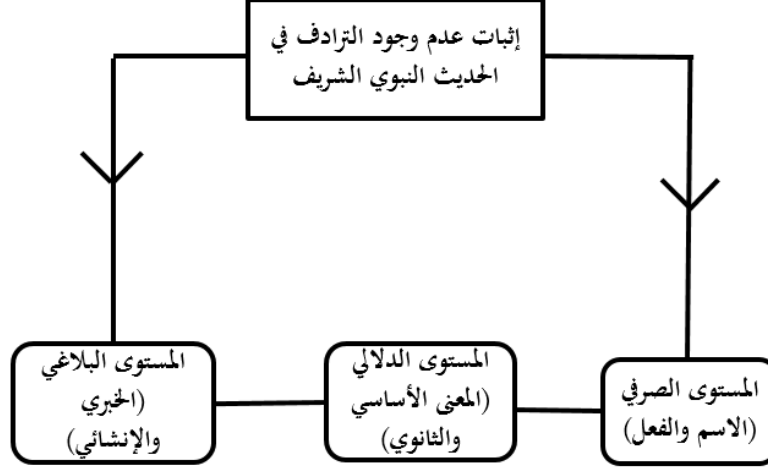 إثبات عدم وجود الترادف في
الحديث النبوي الشريف
المستوى الصرفي
(الاسم والفعل)
المستوى الدلالي
(المعنى الأساسي
والثانوي)
المستوى البلاغي
(الخبري
والإنشائي)